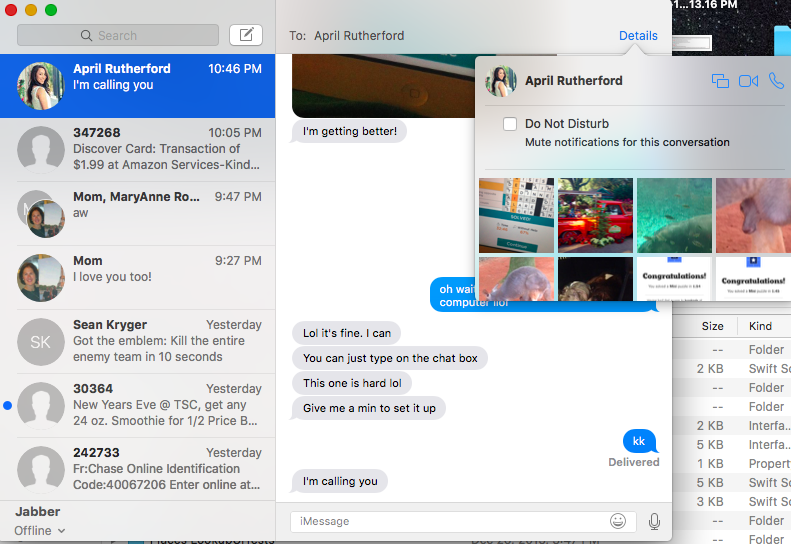 1...13.16 PM
Search
To: April Rutherford
Details
April Rutherford
10:46 PM
I'm calling you
347268
10:05 PM
Discover Card: Transaction of
$1.99 at Amazon Services-Kind...
Mom, MaryAnne Ro...
9:47 PM
aw
Mom
9:27 PM
I love you too!
SK
Sean Kryger
Yesterday
Got the emblem: Kill the entire
enemy team in 10 seconds
30364
Yesterday
New Years Eve @ TSC, get any
24 oz. Smoothie for 1/2 Price B...
242733
Yesterday
Fr:Chase Online Identification
Code:40067206 Enter online at...
Jabber
Offline
I'm getting better!
oh wait
computer
Lol it's fine. I can
You can just type on the chat box
This one is hard lol
Give me a min to set it up
kk
Delivered
I'm calling you
iMessage
April Rutherford
Do Not Disturb
Mute notifications for this conversation
SOLVED!
Continue
Congratulations!
Congratulations!
Size
Kind
-- Folder
2 KB Swift So
-- Folder
-- Folder
2 KB Interfa...
5 KB Interfa...
1 KB Property
5 KB Swift So
3 KB Swift So
-- Folder
-- Folder